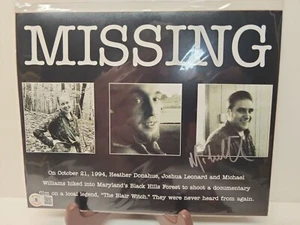 MISSING
On October 21, 1994, Heather Donahue, Joshua Leonard and Michael
Williams hiked into Maryland's Black Hills Forest to shoot a documentary
film on a local legend, "The Blair Witch." They were never heard from again.